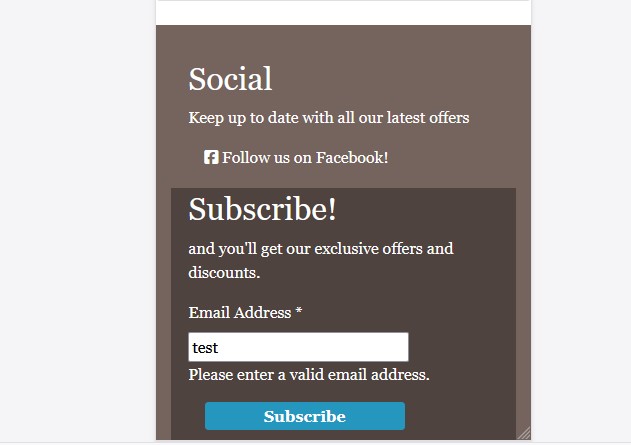 Social
Keep up to date with all our latest offers
Follow us on Facebook!
Subscribe!
and you'll get our exclusive offers and
discounts.
Email Address *
test
Please enter a valid email address.
Subscribe